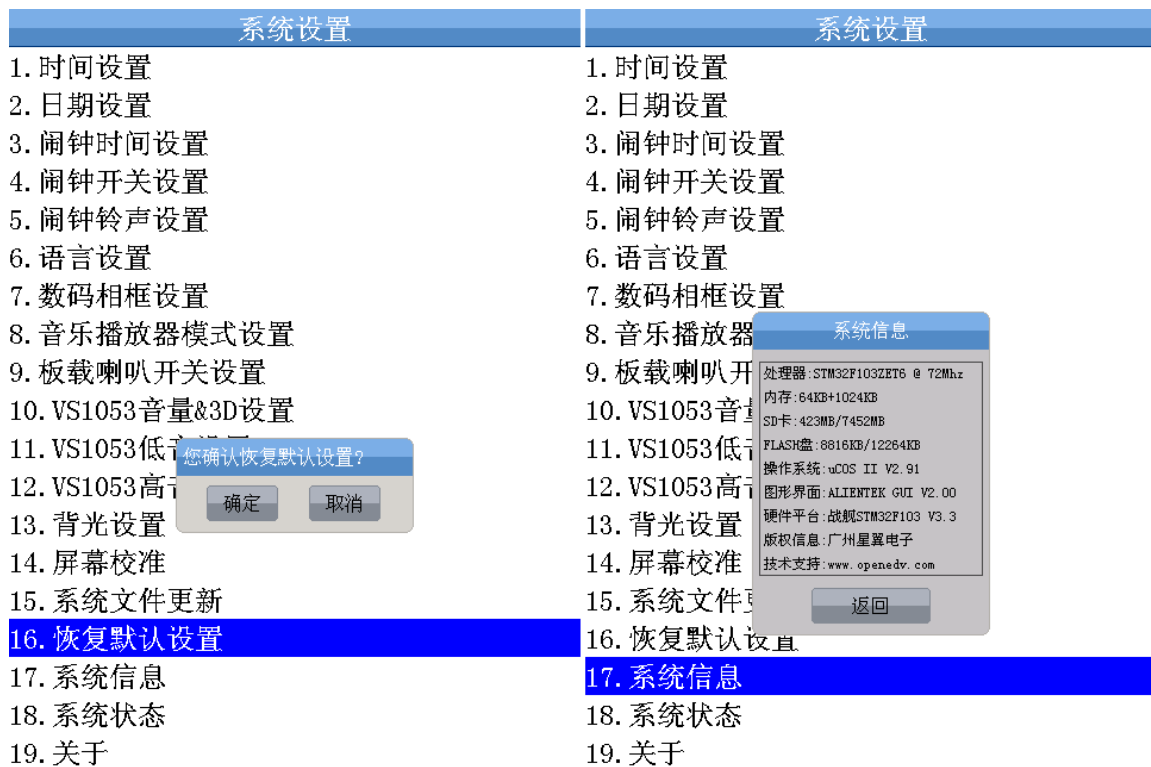 系统设置
1.时间设置
2.日期设置
3.闹钟时间设置
4.闹钟开关设置
5.闹钟铃声设置
6.语言设置
7.数码相框设置
8.音乐播放器模式设置
9.板载喇叭开关设置
10.VS1053音量&3D设置
11.VS1053低
您确认恢复默认设置?
12.VS1053高
确定 取消
13.背光设置
14.屏幕校准
15.系统文件更新
16.恢复默认设置
17.系统信息
18.系统状态
19.关于
系统设置
1.时间设置
2.日期设置
3.闹钟时间设置
4.闹钟开关设置
5.闹钟铃声设置
6.语言设置
7.数码相框设置
8.音乐播放器
9.板载喇叭开
10.VS1053音
11.VS1053低
12.VS1053高
13.背光设置
14.屏幕校准
15.系统文件
16.恢复默认设置
17.系统信息
18.系统状态
19.关于
系统信息
处理器:STM32F103ZET6 @ 72Mhz
内存:64KB+1024KB
SD卡:423MB/7452MB
FLASH盘:8816KB/12264KB
操作系统:uCOS II V2.91
图形界面:ALIENTEK GUI V2.00
硬件平台:战舰STM32F103 V3.3
版权信息:广州星翼电子
技术支持:www.openedv.com
返回